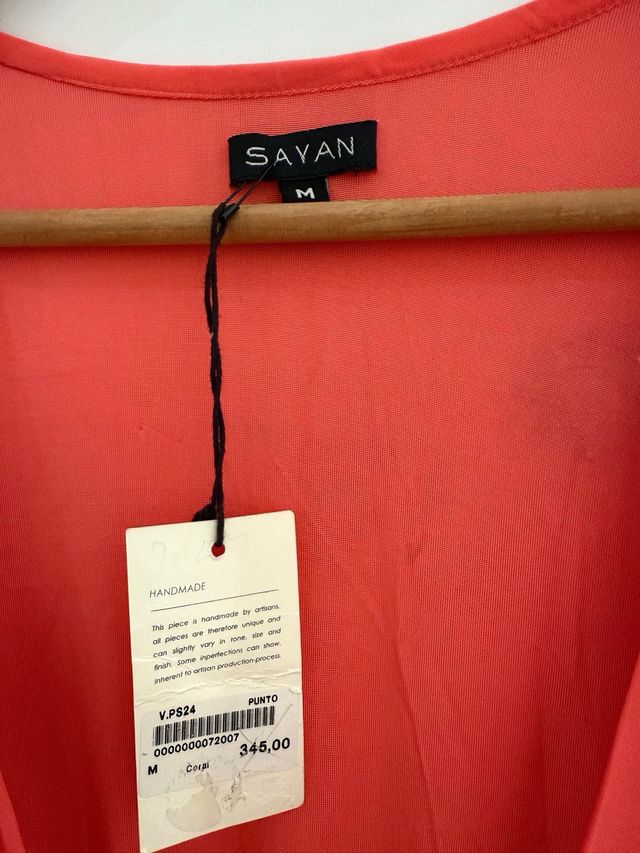 SAYAN
M
HANDMADE
This piece is handmade by artisans,
all pieces are therefore unique and
can slightly vary in tone, size and
finish. Some inperfections can show,
inherent to artisan production-process.
V.PS24 PUNTO
0000000072007
345,00
M